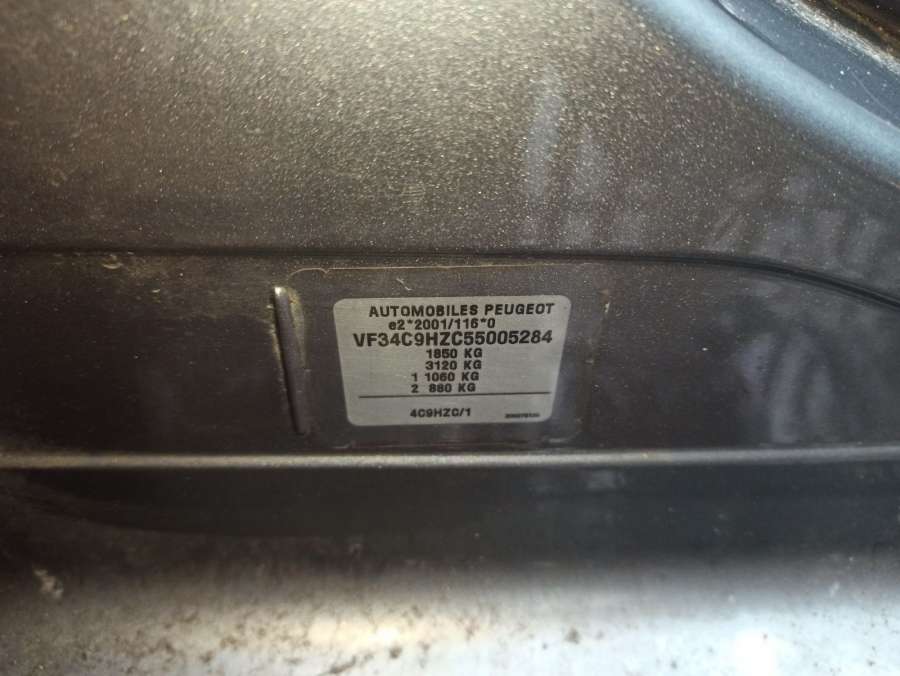 AUTOMOBILES PEUGEOT
e2*2001/116*0
VF34C9HZC55005284
1850 KG
3120 KG
1 1060 KG
2 880 KG
4C9HZC/1